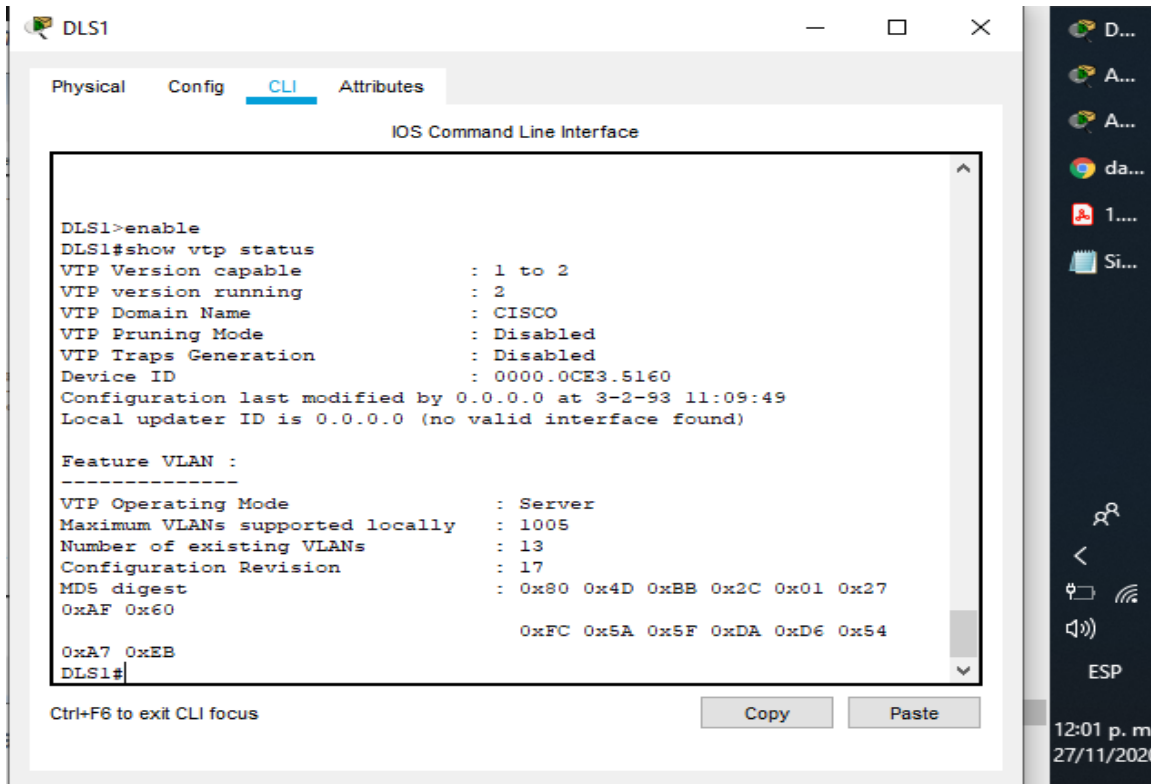 DLS1
Physical Config CLI Attributes
IOS Command Line Interface
DLS1>enable
DLS1#show vtp status
VTP Version capable : 1 to 2
VTP version running : 2
VTP Domain Name : CISCO
VTP Pruning Mode : Disabled
VTP Traps Generation : Disabled
Device ID : 0000.0CE3.5160
Configuration last modified by 0.0.0.0 at 3-2-93 11:09:49
Local updater ID is 0.0.0.0 (no valid interface found)
Feature VLAN :
--------------
VTP Operating Mode : Server
Maximum VLANs supported locally : 1005
Number of existing VLANs : 13
Configuration Revision : 17
MD5 digest : 0x80 0x4D 0xBB 0x2C 0x01 0x27
0xAF 0x60
0xFC 0x5A 0x5F 0xDA 0xD6 0x54
0xA7 0xEB
DLS1#
Ctrl+F6 to exit CLI focus
Copy Paste
D...
A...
A...
da...
1....
Si...
ESP
12:01 p. m
27/11/202